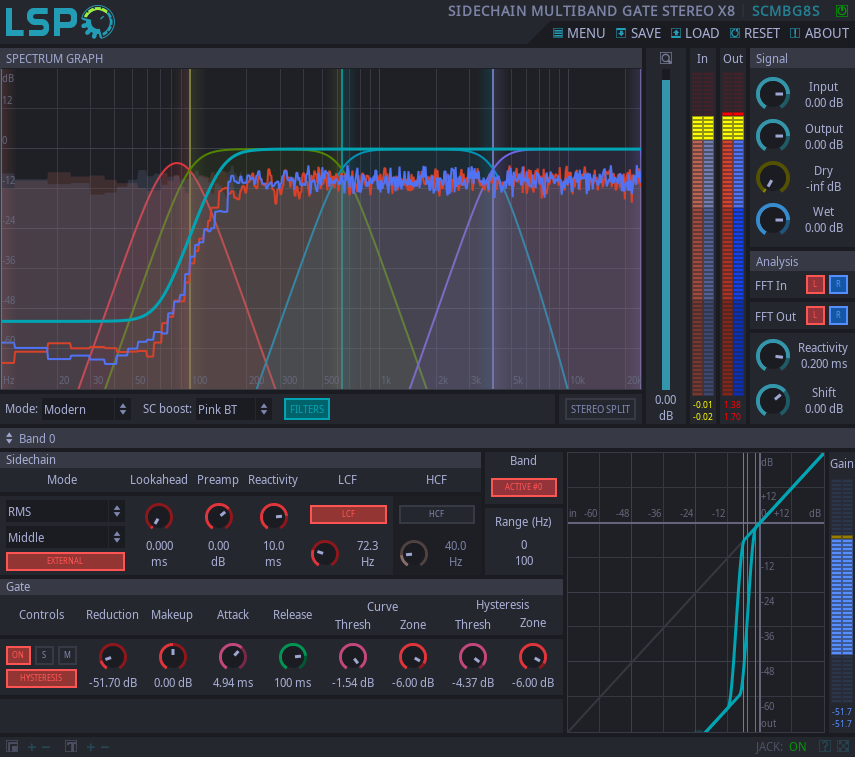 LSP
SIDECHAIN MULTIBAND GATE STEREO X8 SCMBG8S
MENU SAVE LOAD RESET ABOUT
SPECTRUM GRAPH
In Out Signal
dB
12
0
-12
-24
-36
-48
-60
Hz 20 30 50 100 200 300 500 1k 2k 3k 5k 10k 20k
0.00
dB
-0.01
-0.02
1.38
1.70
Input
0.00 dB
Output
0.00 dB
Dry
-inf dB
Wet
0.00 dB
Analysis
FFT In L R
FFT Out L R
Reactivity
0.200 ms
Shift
0.00 dB
Mode: Modern SC boost: Pink BT FILTERS STEREO SPLIT
Band 0
Sidechain
Mode Lookahead Preamp Reactivity LCF HCF
RMS
Middle
EXTERNAL
0.000
ms
0.00
dB
10.0
ms
LCF
72.3
Hz
HCF
40.0
Hz
Band
ACTIVE #0
Range (Hz)
0
100
Gate
Controls Reduction Makeup Attack Release Curve Hysteresis
Thresh Zone Thresh Zone
ON S M
HYSTERESIS
-51.70 dB 0.00 dB 4.94 ms 100 ms -1.54 dB -6.00 dB -4.37 dB -6.00 dB
dB
+12
in -60 -48 -36 -24 -12 0 +12 dB
-12
-24
-36
-48
-60
out
Gain
-51.7
-51.7
JACK: ON